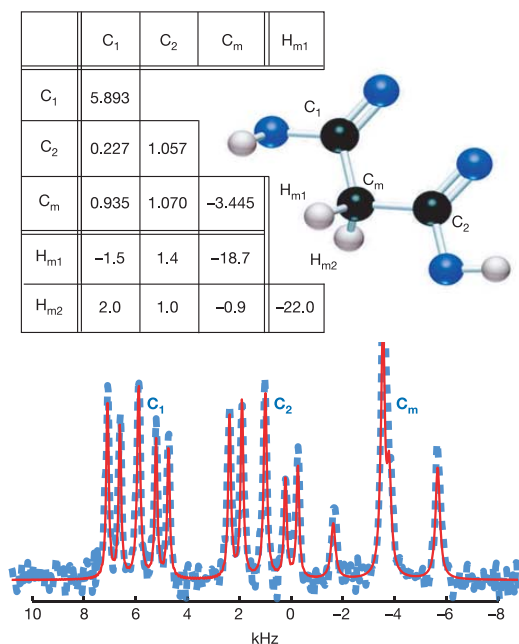 C1 C2 Cm Hm1
C1 5.893
C2 0.227 1.057
Cm 0.935 1.070 –3.445
Hm1 –1.5 1.4 –18.7
Hm2 2.0 1.0 –0.9 –22.0
C1
Cm
C2
Hm1
Hm2
C1 C2 Cm
10 8 6 4 2 0 –2 –4 –6 –8
kHz